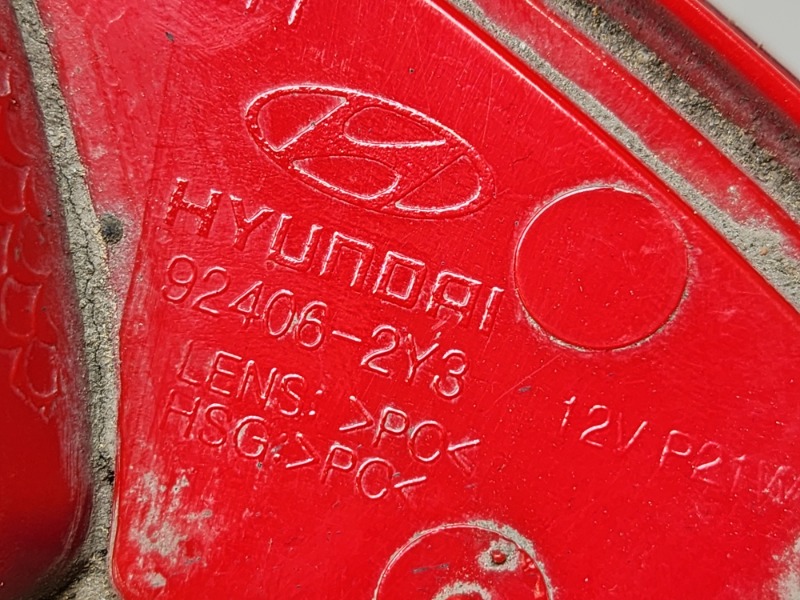 HYUNDAI
92406-2Y3
LENS: >PC<
HSG:>PC<
12V P21W